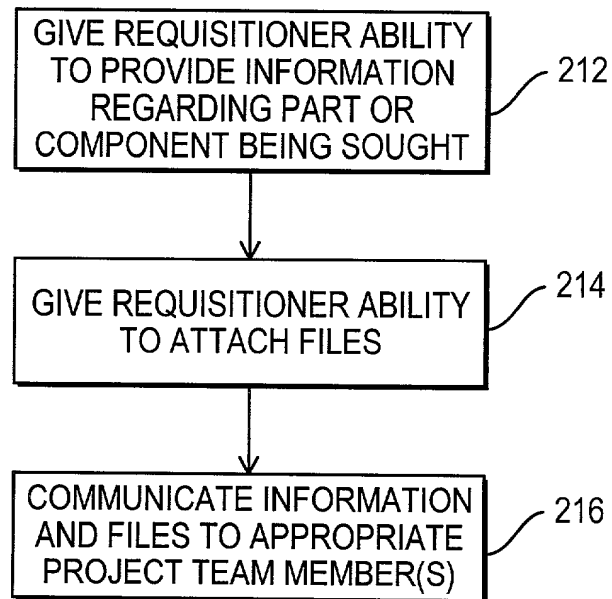 GIVE REQUISITIONER ABILITY
TO PROVIDE INFORMATION
REGARDING PART OR
COMPONENT BEING SOUGHT
212
GIVE REQUISITIONER ABILITY
TO ATTACH FILES
214
COMMUNICATE INFORMATION
AND FILES TO APPROPRIATE
PROJECT TEAM MEMBER(S)
216